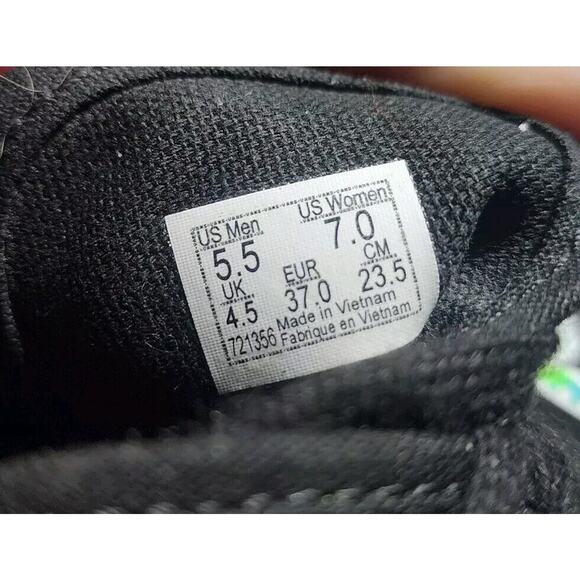 US Men US Women
5.5 7.0
UK EUR CM
4.5 37.0 23.5
721356 Made in Vietnam
Fabriqué en Vietnam